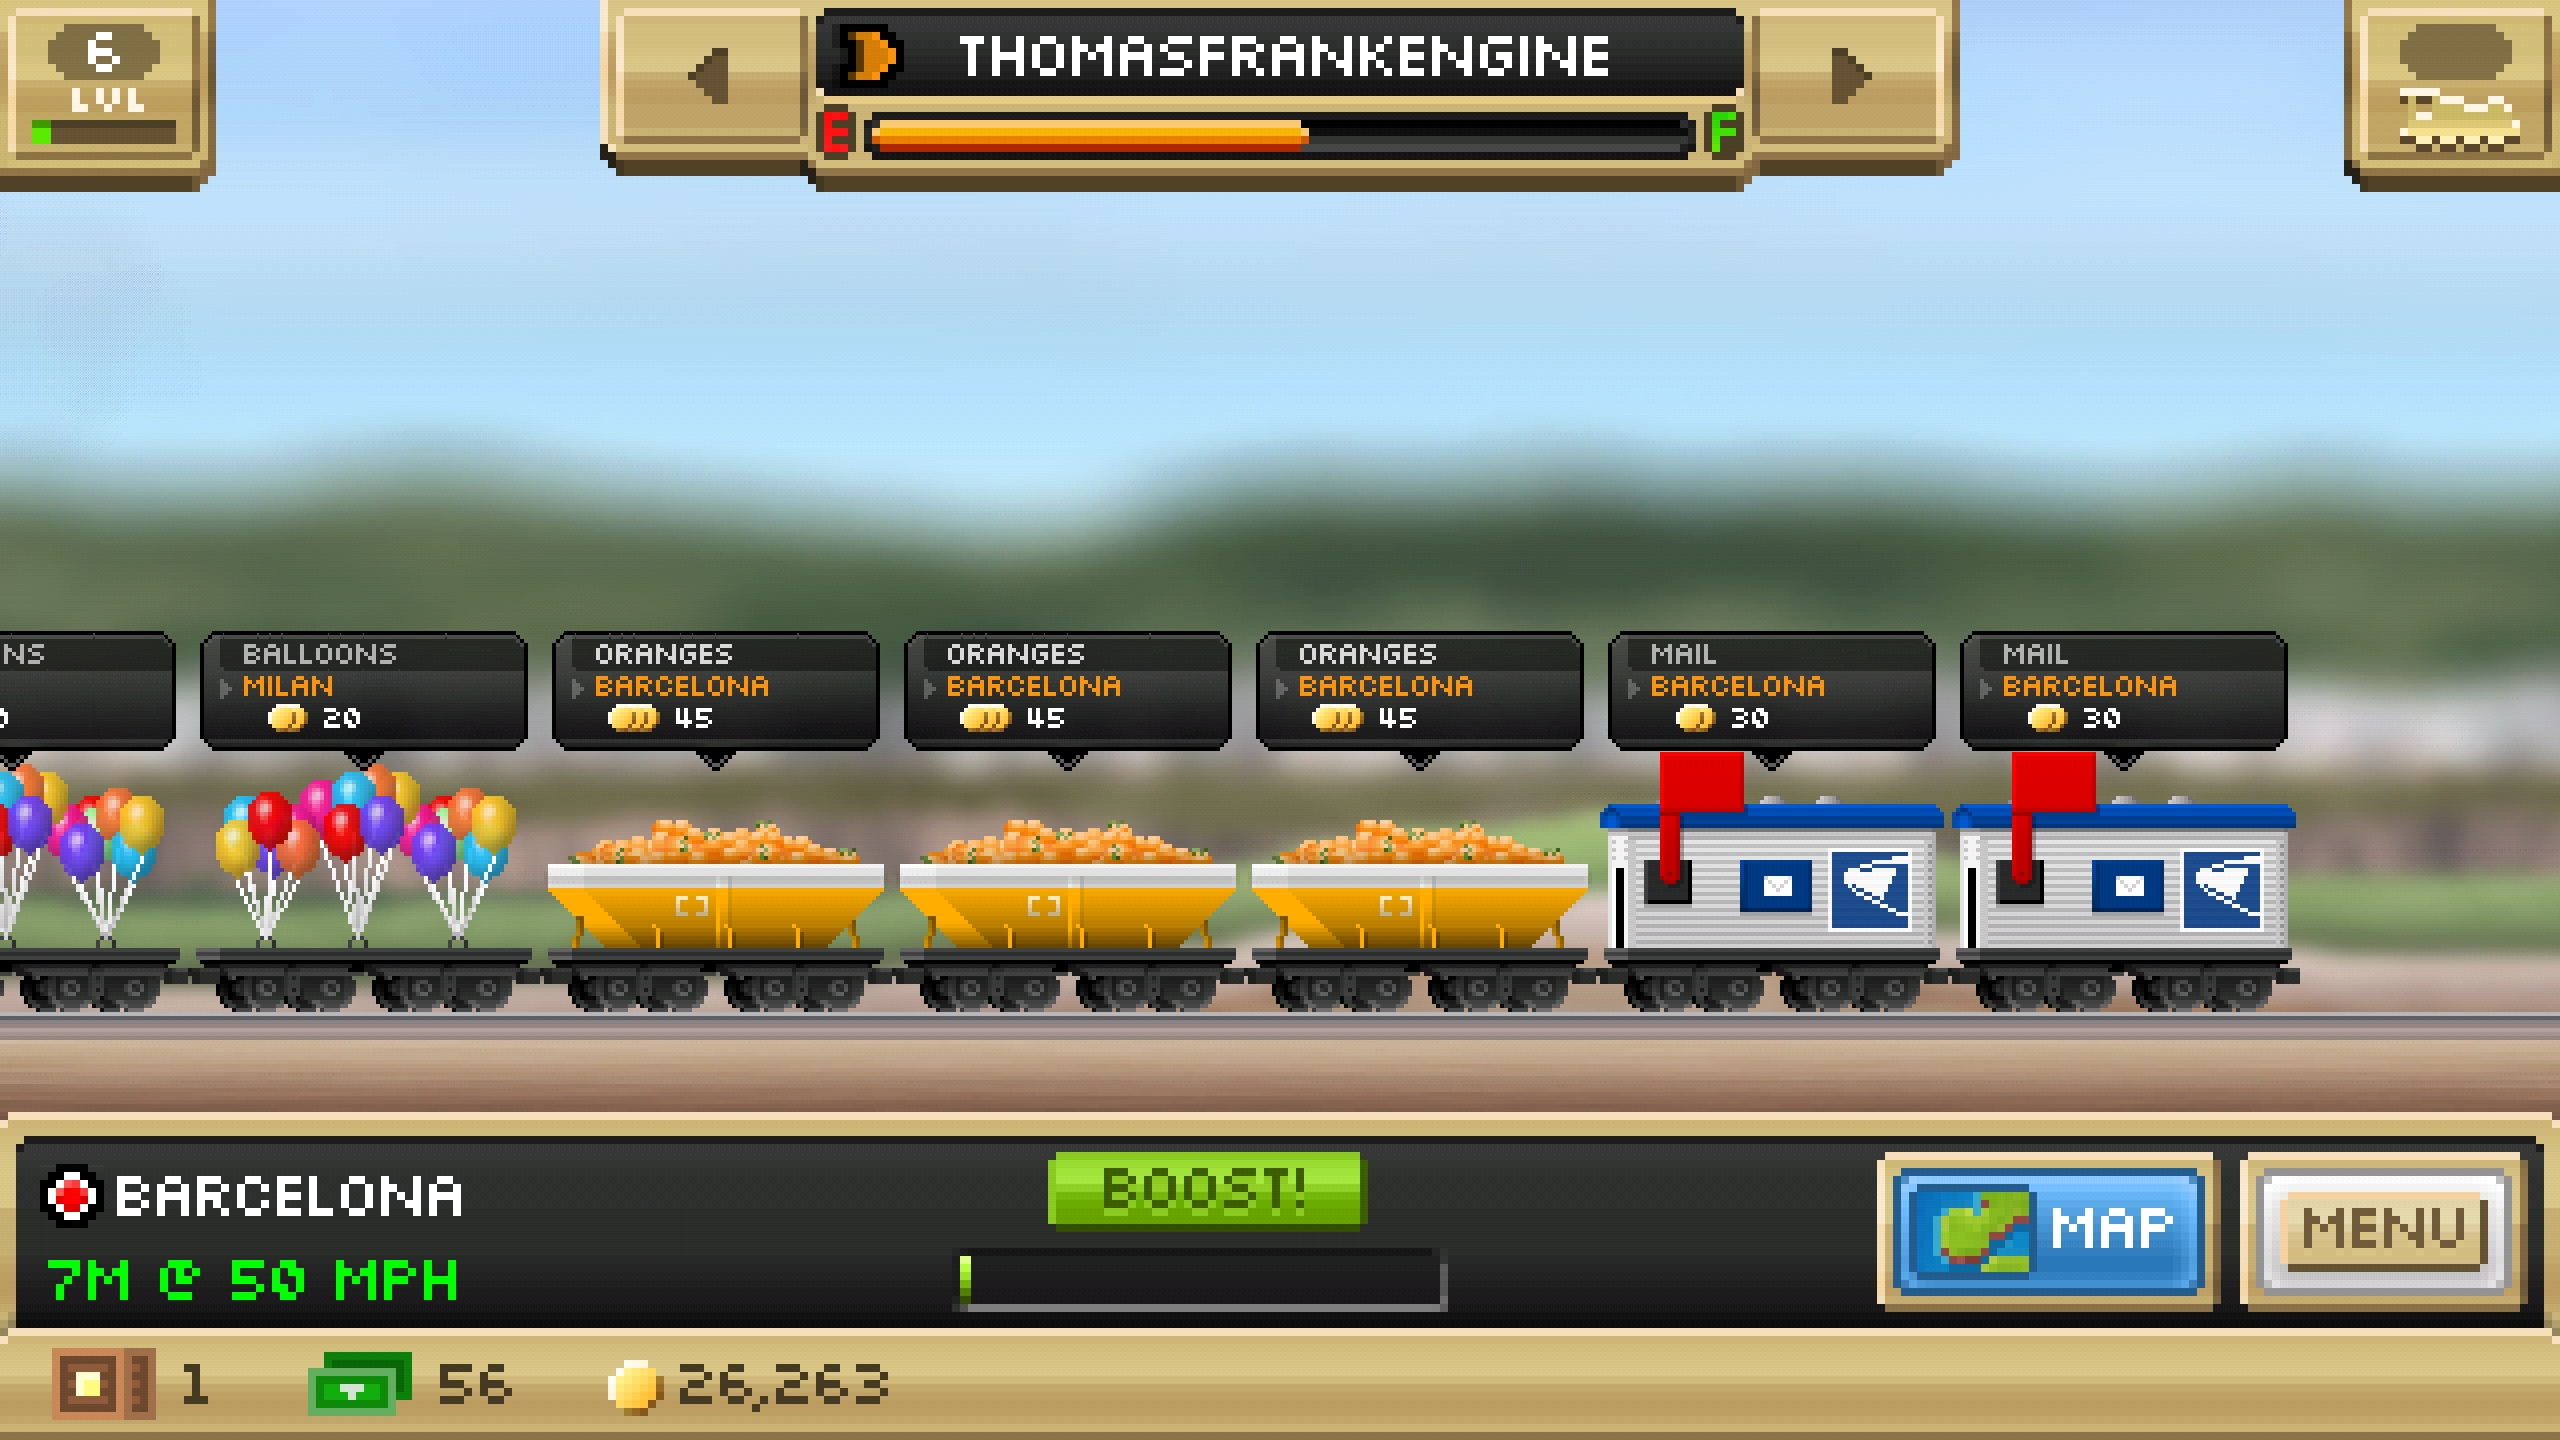 6
LVL
THOMASFRANKENGINE
E F
NS
BALLOONS
MILAN
20
ORANGES
BARCELONA
45
ORANGES
BARCELONA
45
ORANGES
BARCELONA
45
MAIL
BARCELONA
30
MAIL
BARCELONA
30
BARCELONA
7M @ 50 MPH
BOOST!
MAP
MENU
1 56 26,263